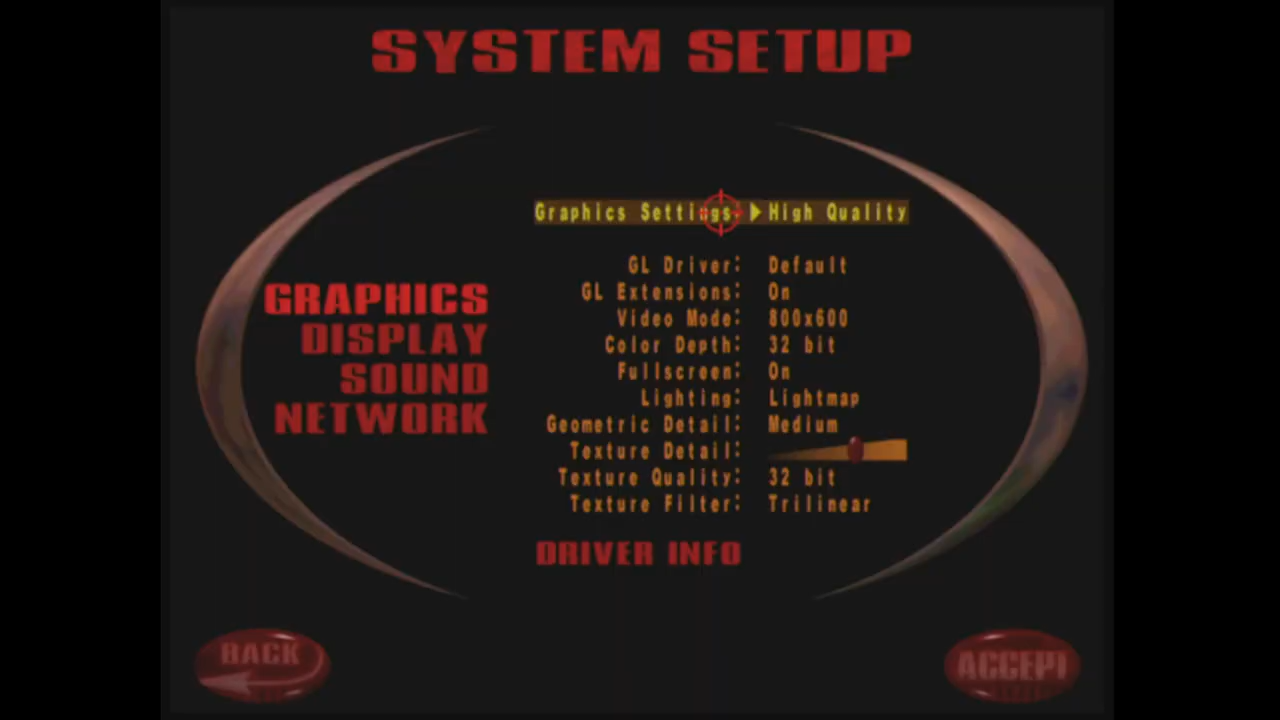 SYSTEM SETUP
Graphics Settings: High Quality
GL Driver: Default
GL Extensions: On
Video Mode: 800x600
Color Depth: 32 bit
Fullscreen: On
Lighting: Lightmap
Geometric Detail: Medium
Texture Detail:
Texture Quality: 32 bit
Texture Filter: Trilinear
GRAPHICS
DISPLAY
SOUND
NETWORK
DRIVER INFO
BACK
ACCEPT